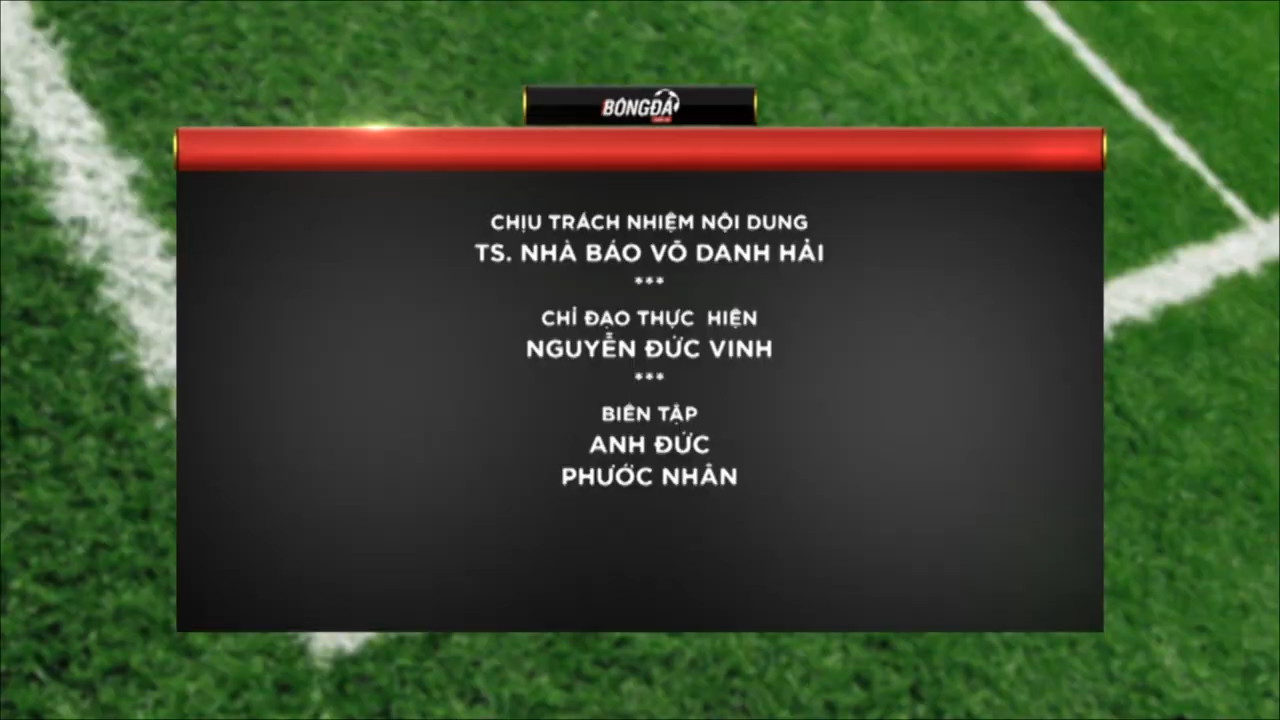 BÓNGĐÁ
CHỊU TRÁCH NHIỆM NỘI DUNG
TS. NHÀ BÁO VÕ DANH HẢI
***
CHỈ ĐẠO THỰC HIỆN
NGUYỄN ĐỨC VINH
***
BIÊN TẬP
ANH ĐỨC
PHƯỚC NHÂN